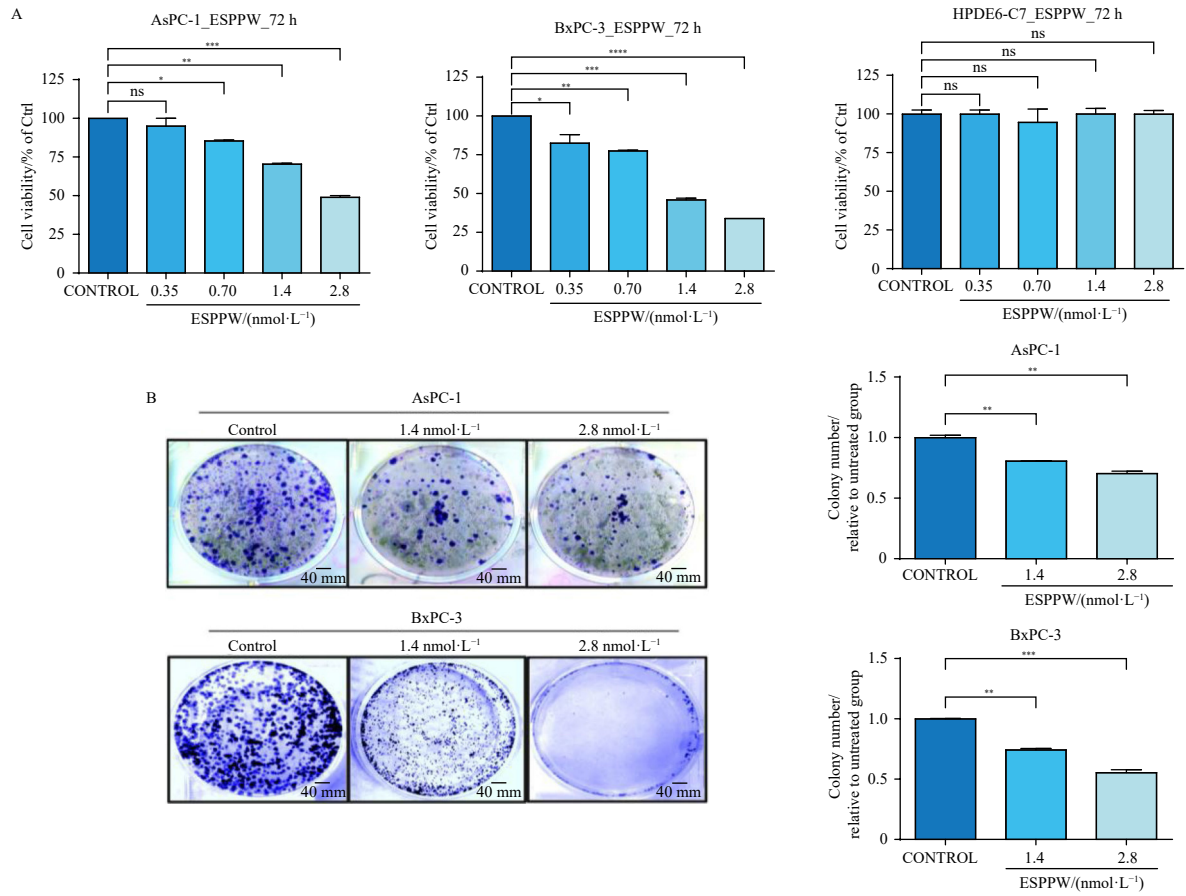 A
AsPC-1_ESPPW_72 h
***
**
*
ns
Cell viability/% of Ctrl
125
100
75
50
25
0
CONTROL 0.35 0.70 1.4 2.8
ESPPW/(nmol·L⁻¹)
BxPC-3_ESPPW_72 h
****
***
**
*
Cell viability/% of Ctrl
125
100
75
50
25
0
CONTROL 0.35 0.70 1.4 2.8
ESPPW/(nmol·L⁻¹)
HPDE6-C7_ESPPW_72 h
ns
ns
ns
ns
Cell viability/% of Ctrl
125
100
75
50
25
0
CONTROL 0.35 0.70 1.4 2.8
ESPPW/(nmol·L⁻¹)
B
AsPC-1
Control 1.4 nmol·L⁻¹ 2.8 nmol·L⁻¹
40 mm 40 mm 40 mm
AsPC-1
**
**
Colony number/
relative to untreated group
1.5
1.0
0.5
0
CONTROL 1.4 2.8
ESPPW/(nmol·L⁻¹)
BxPC-3
Control 1.4 nmol·L⁻¹ 2.8 nmol·L⁻¹
40 mm 40 mm 40 mm
BxPC-3
***
**
Colony number/
relative to untreated group
1.5
1.0
0.5
0
CONTROL 1.4 2.8
ESPPW/(nmol·L⁻¹)